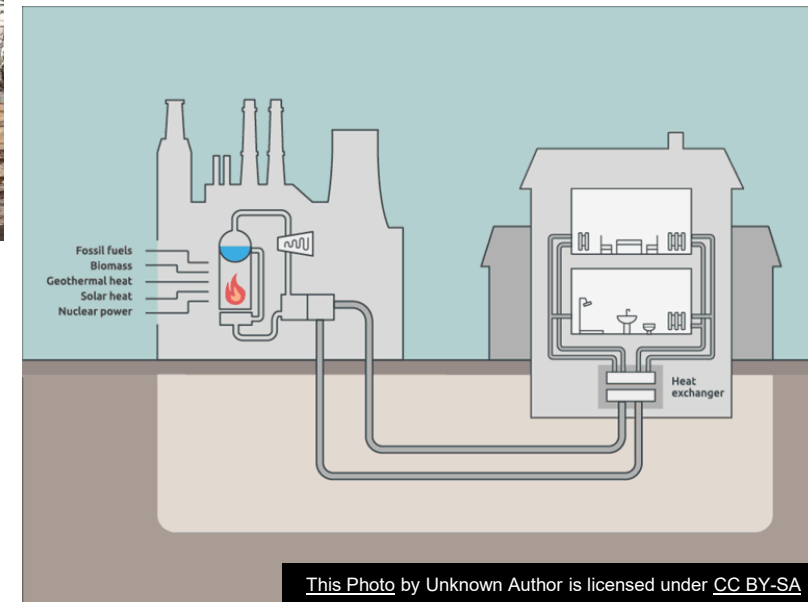 Fossil fuels
Biomass
Geothermal heat
Solar heat
Nuclear power
Heat
exchanger
This Photo by Unknown Author is licensed under CC BY-SA